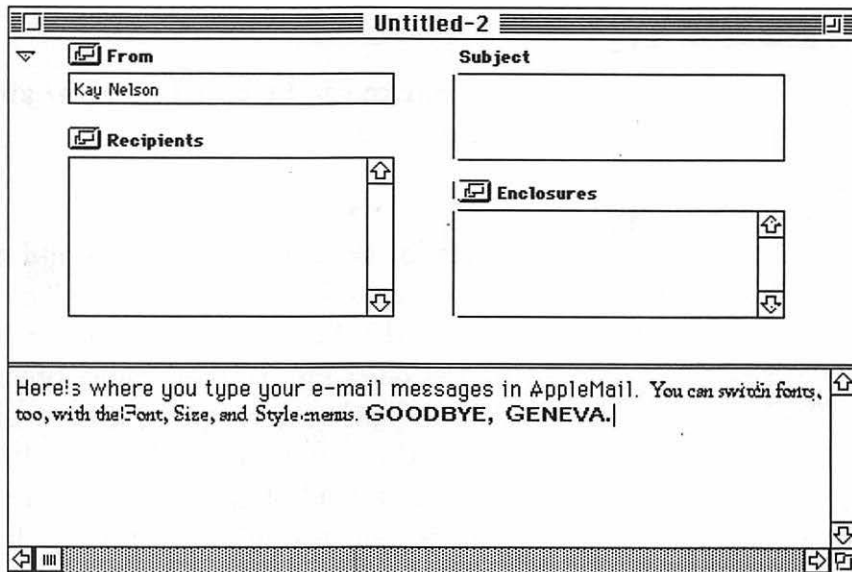 Untitled-2
From
Kay Nelson
Subject
Recipients
Enclosures
Here's where you type your e-mail messages in AppleMail. You can switch fonts,
too, with the Font, Size, and Style menus. GOODBYE, GENEVA.